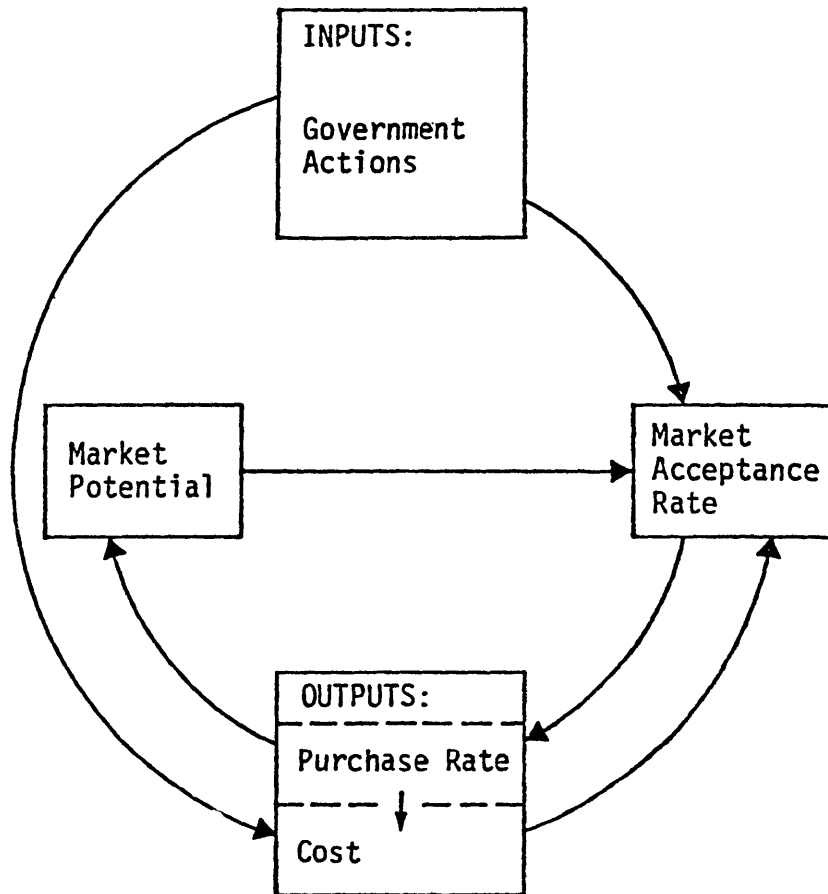 INPUTS:
Government
Actions
Market
Potential
Market
Acceptance
Rate
OUTPUTS:
Purchase Rate
Cost